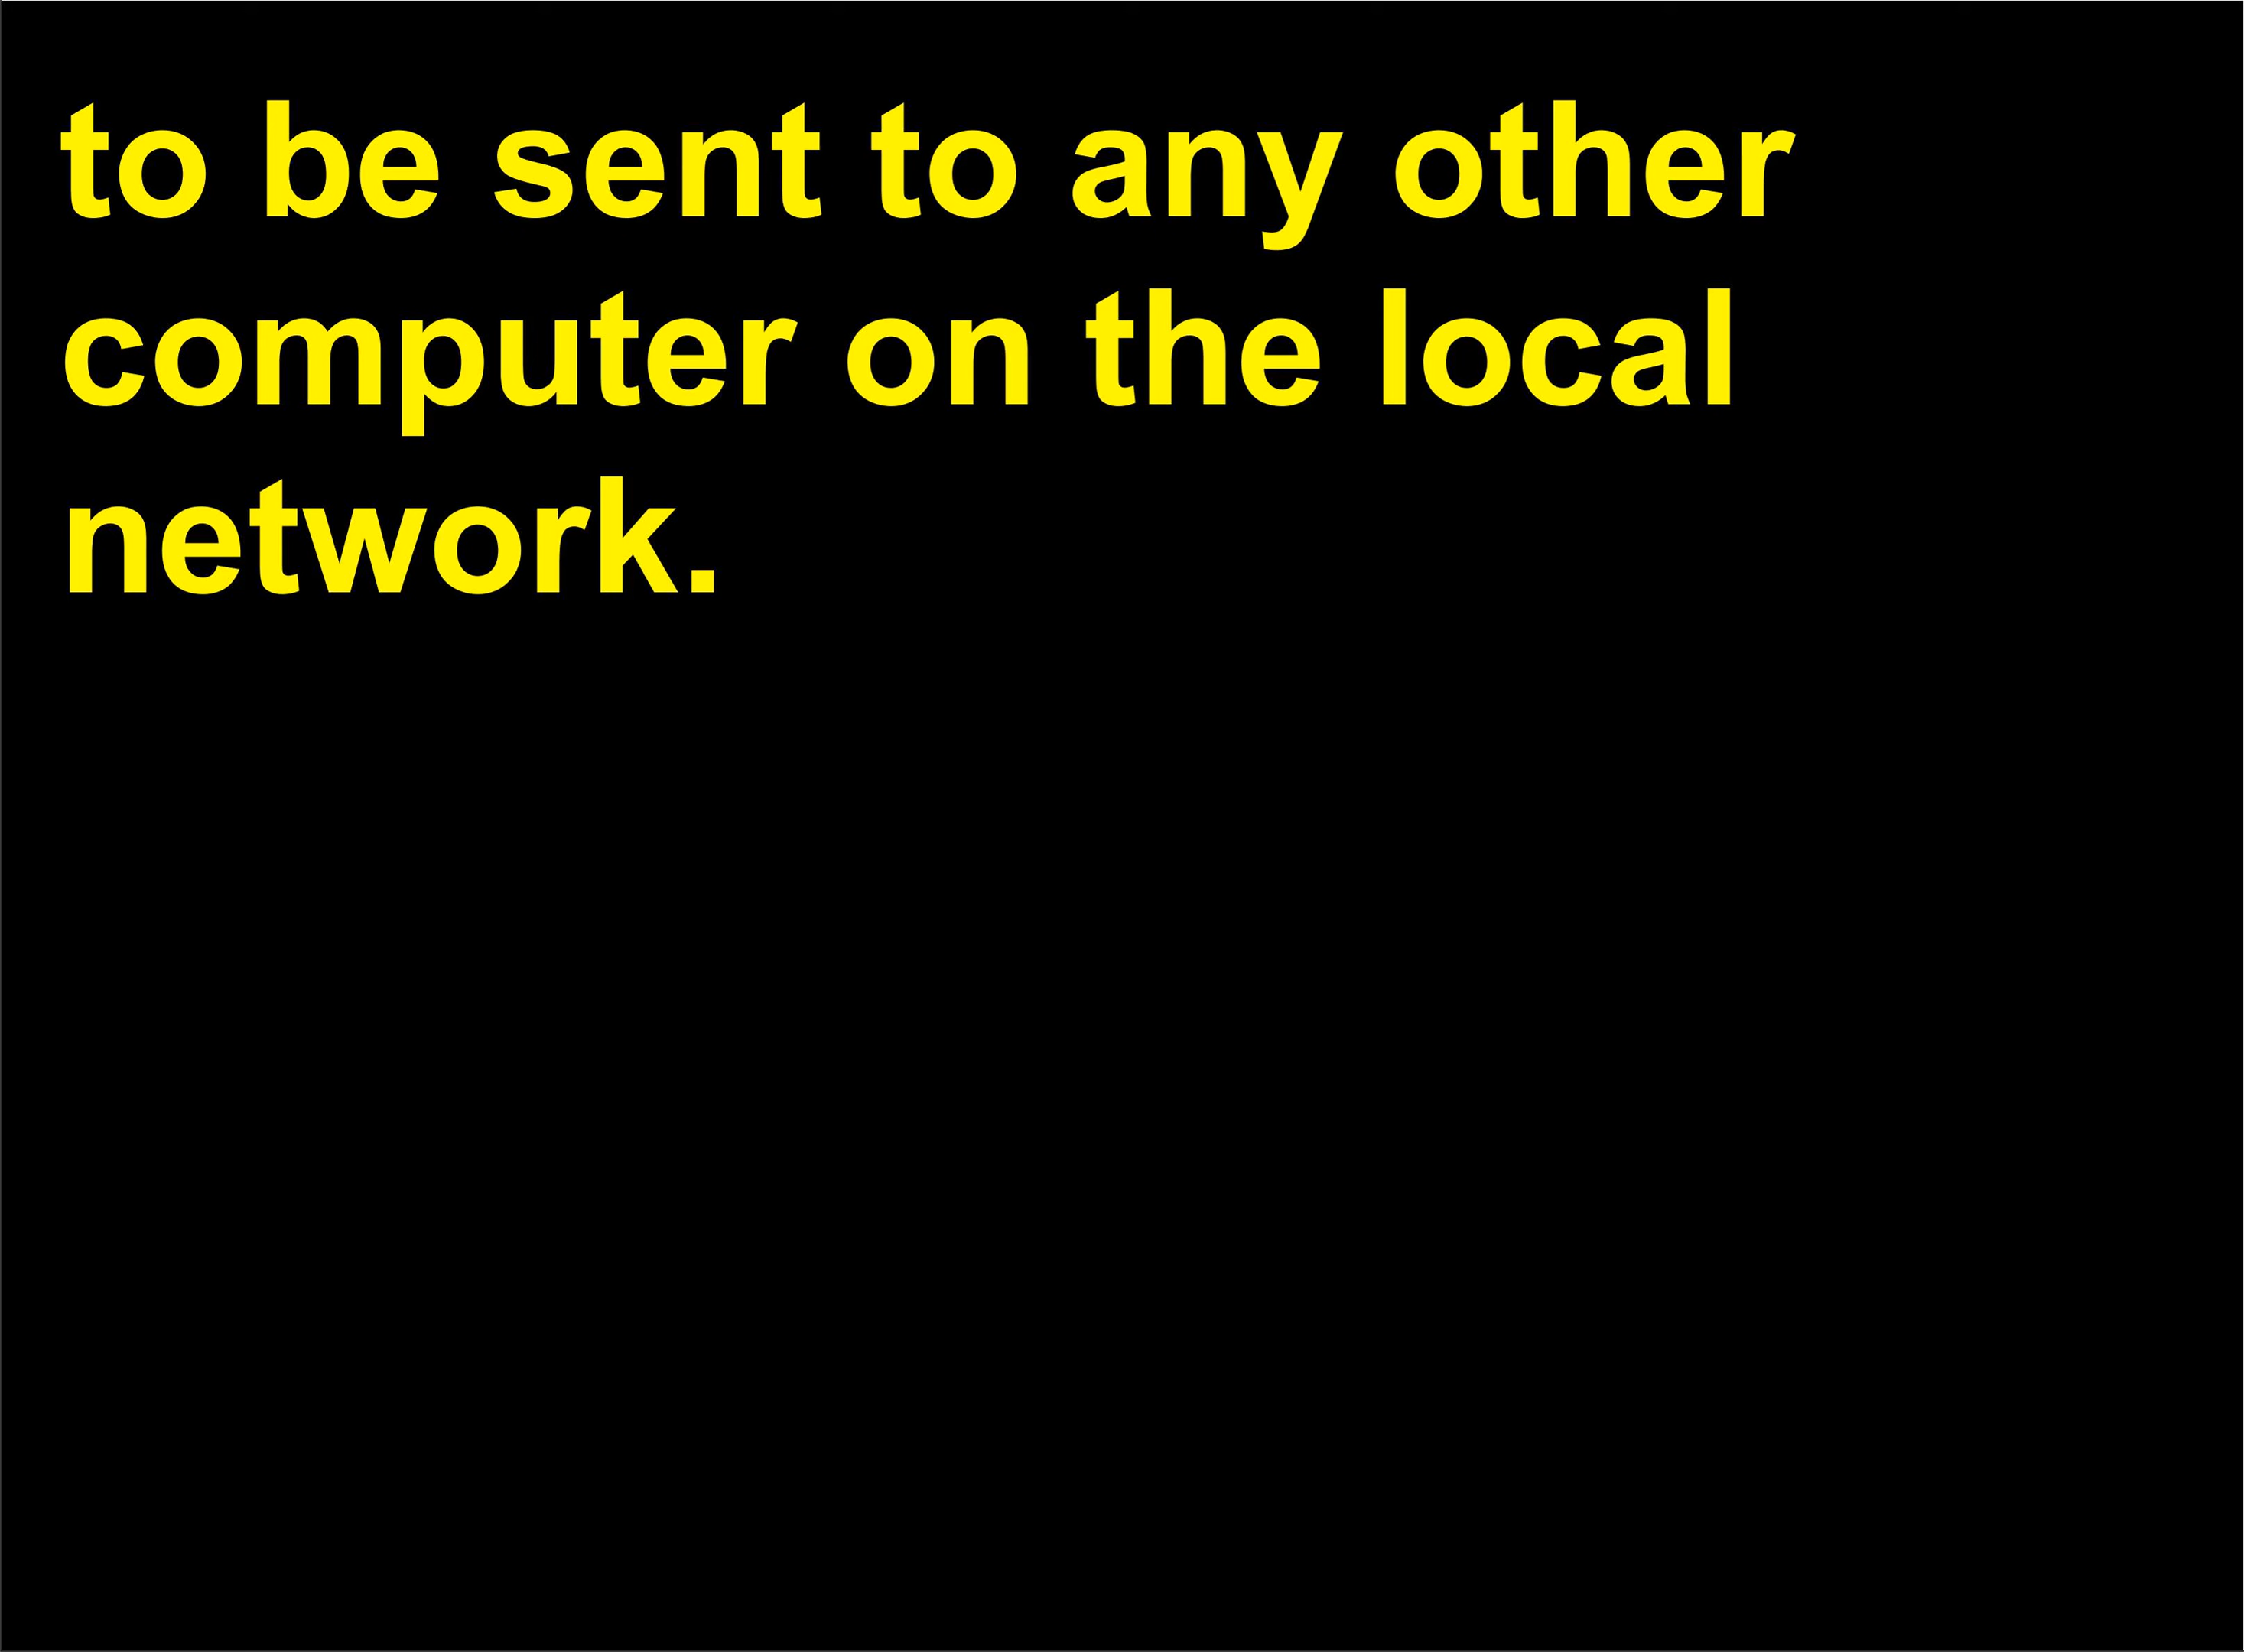 to be sent to any other
computer on the local
network.